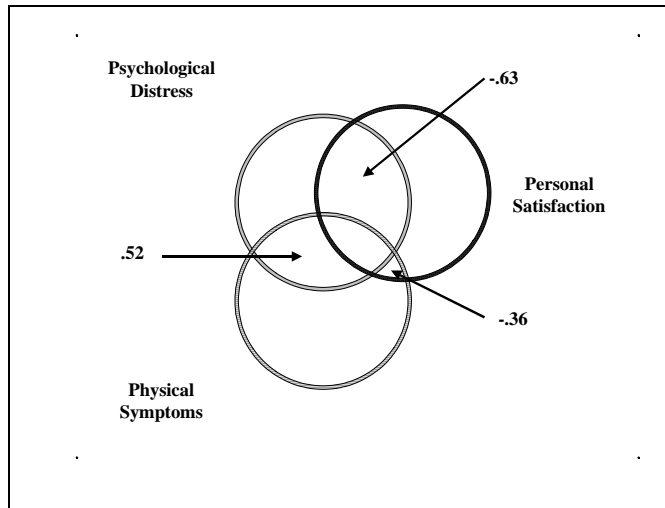 Psychological
Distress
-.63
Personal
Satisfaction
.52
-.36
Physical
Symptoms